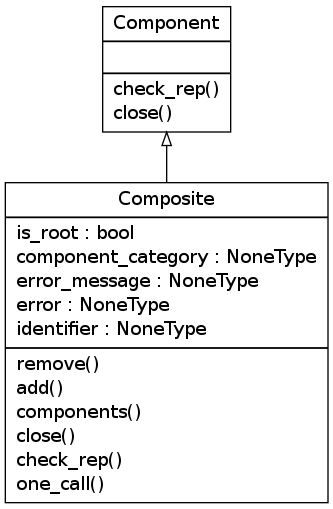 Component
check_rep()
close()
Composite
is_root : bool
component_category : NoneType
error_message : NoneType
error : NoneType
identifier : NoneType
remove()
add()
components()
close()
check_rep()
one_call()